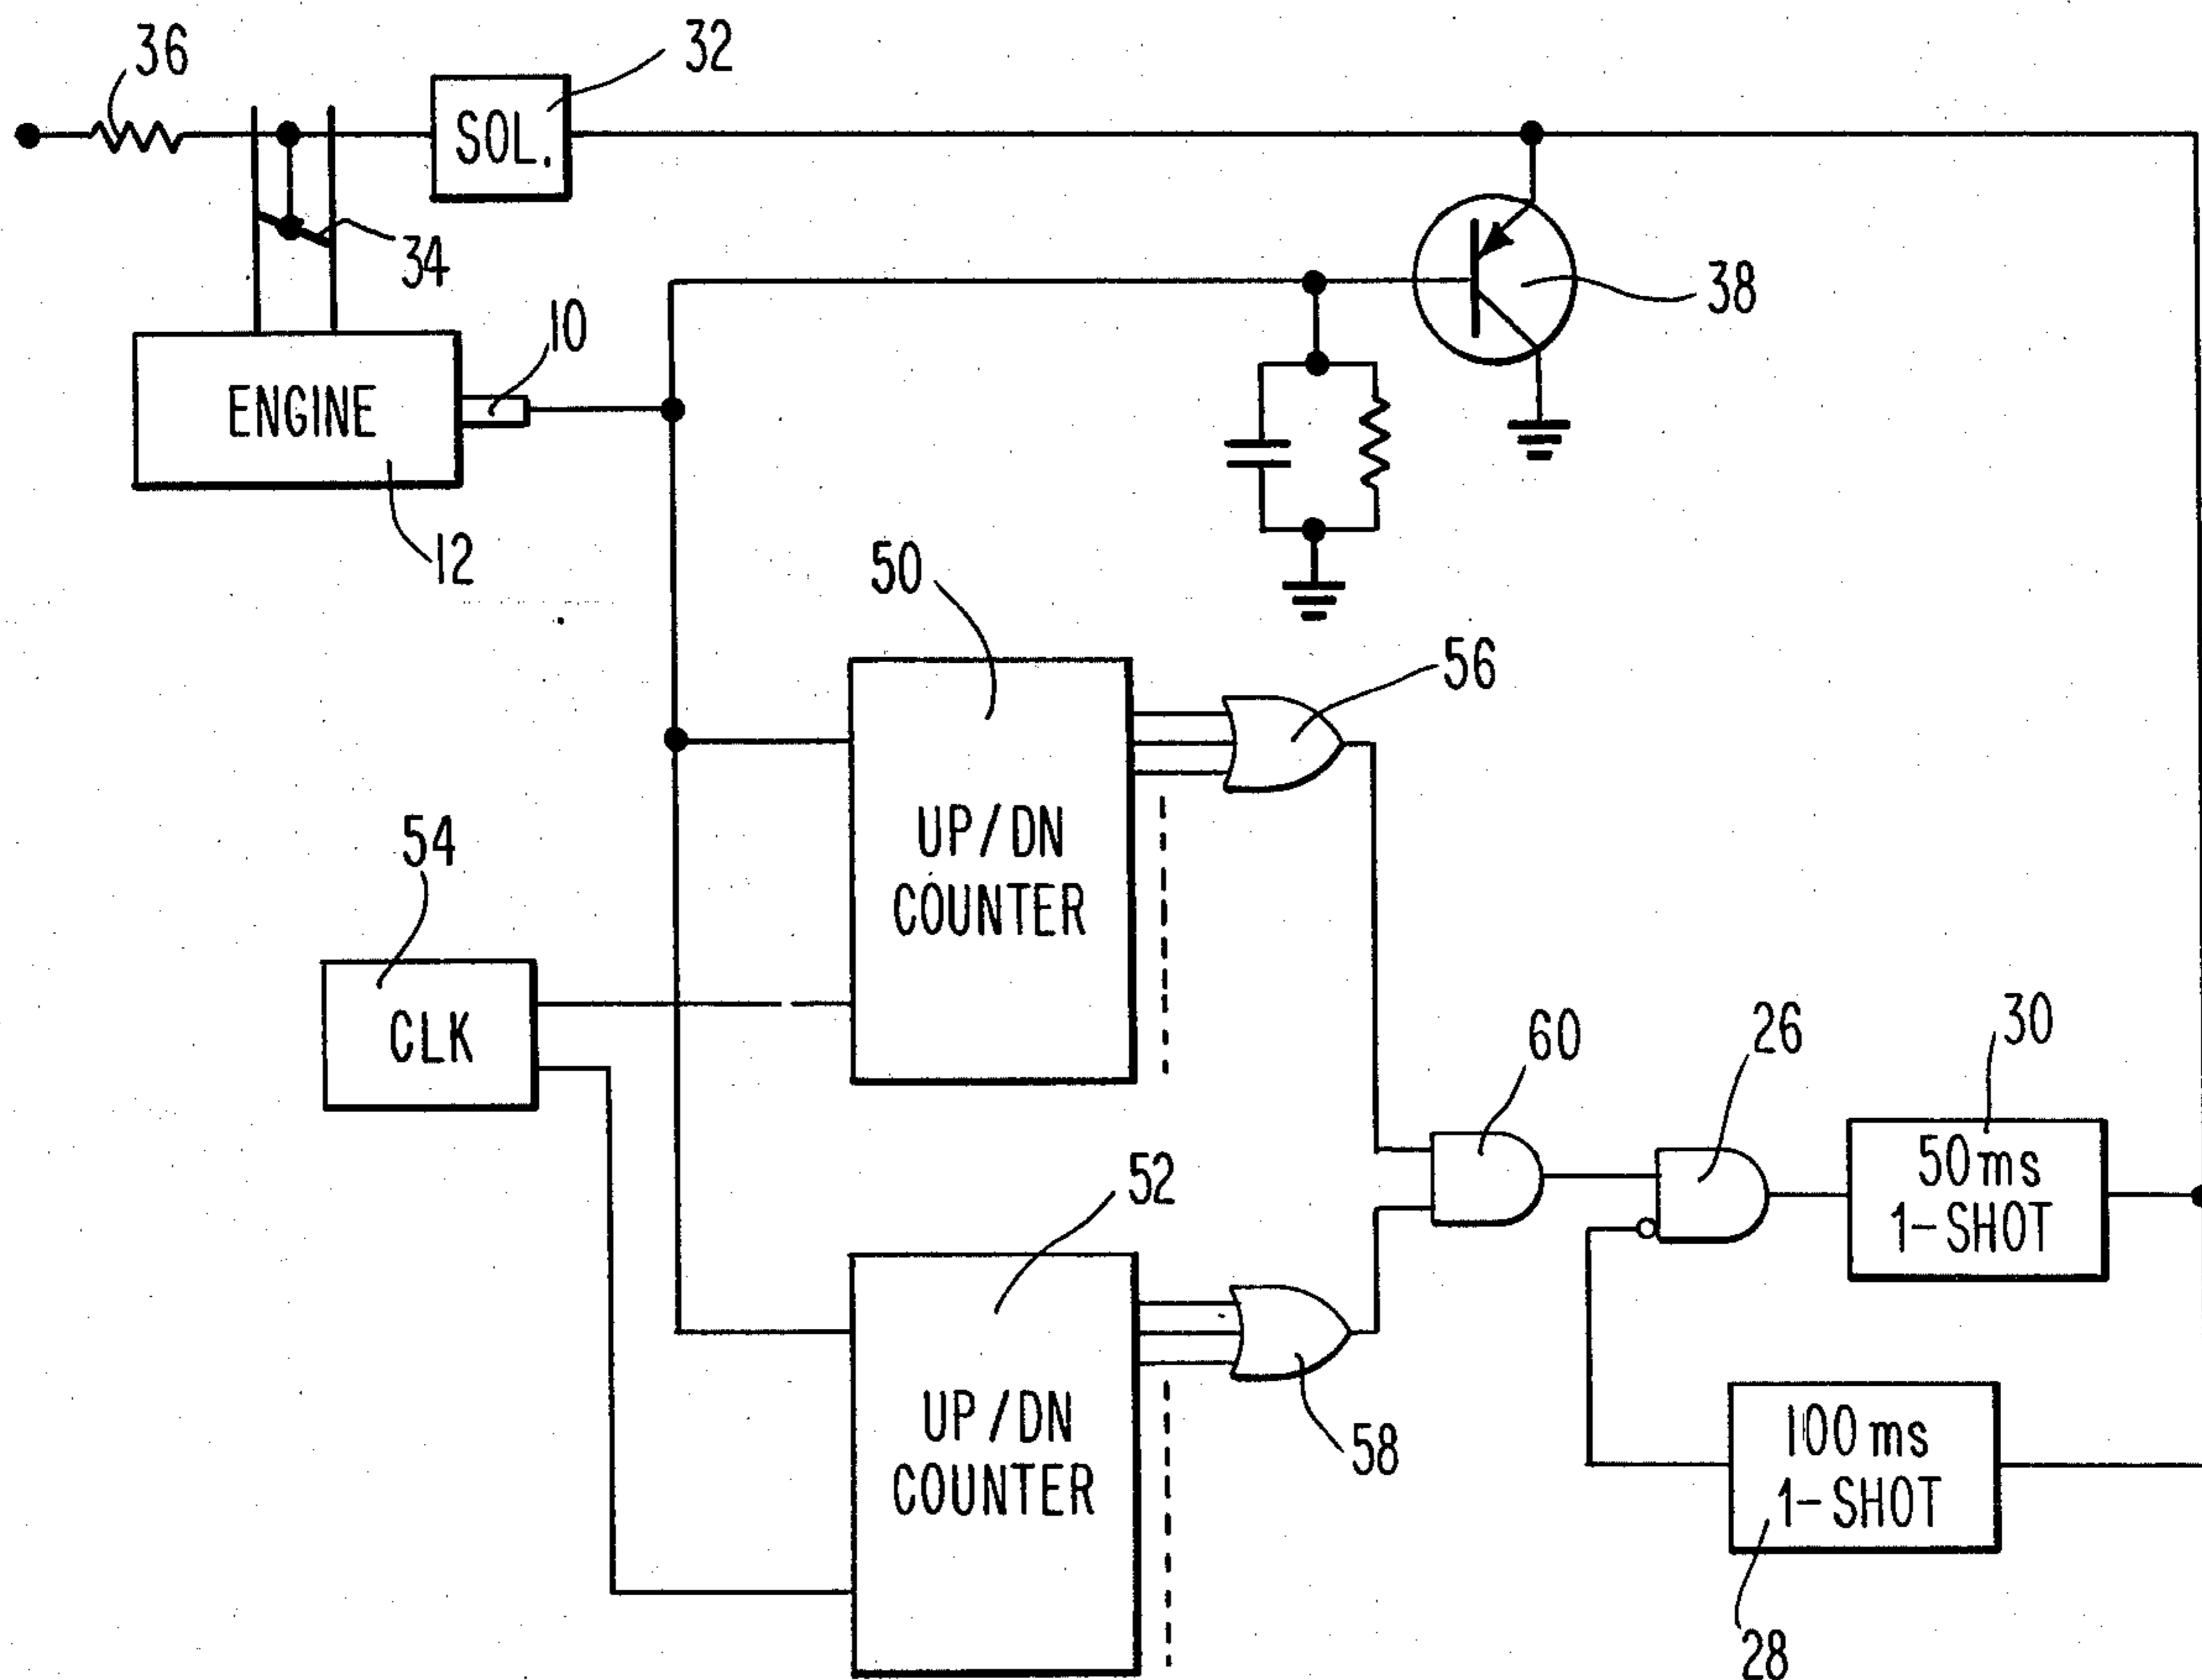 36
32
SOL.
34
10
38
ENGINE
12
50
56
UP/DN
COUNTER
54
CLK
60
26
30
50ms
1-SHOT
52
UP/DN
COUNTER
58
100ms
1-SHOT
28